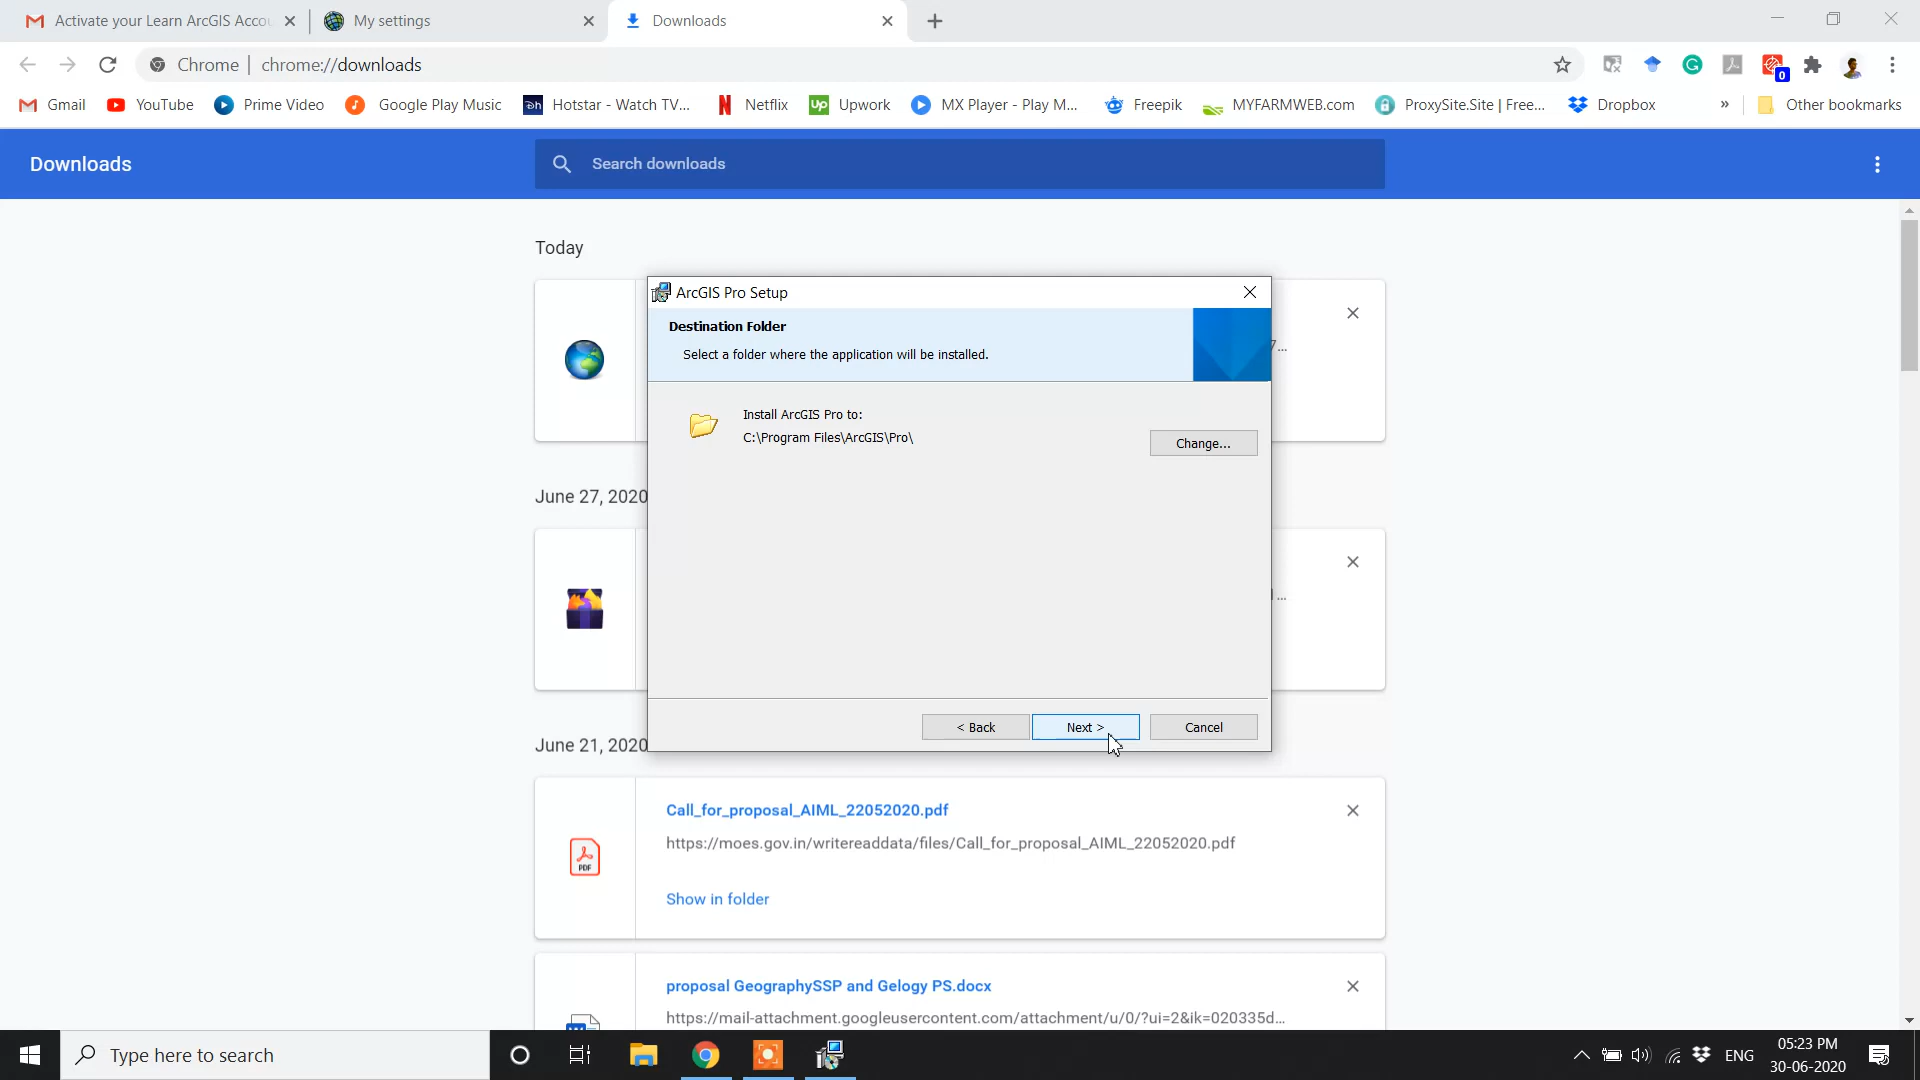 Activate your Learn ArcGIS Acco
My settings
Downloads
Chrome | chrome://downloads
0
Gmail
YouTube
Prime Video
Google Play Music
Hotstar - Watch TV...
Netflix
Upwork
MX Player - Play M...
Freepik
MYFARMWEB.com
ProxySite.Site | Free...
Dropbox
»
Other bookmarks
Downloads
Search downloads
Today
ArcGIS Pro Setup
Destination Folder
Select a folder where the application will be installed.
7...
Install ArcGIS Pro to:
C:\Program Files\ArcGIS\Pro\
Change...
June 27, 2020
...
< Back
Next >
Cancel
June 21, 2020
Call_for_proposal_AIML_22052020.pdf
https://moes.gov.in/writereaddata/files/Call_for_proposal_AIML_22052020.pdf
PDF
Show in folder
proposal GeographySSP and Gelogy PS.docx
https://mail-attachment.googleusercontent.com/attachment/u/0/?ui=2&ik=020335d...
Type here to search
ENG
05:23 PM
30-06-2020